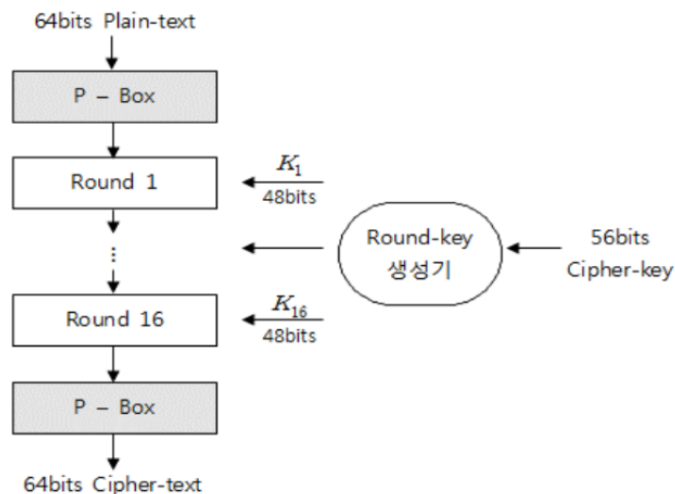 64bits Plain-text
P – Box
Round 1
K1
48bits
⋮
Round-key
생성기
56bits
Cipher-key
Round 16
K16
48bits
P – Box
64bits Cipher-text